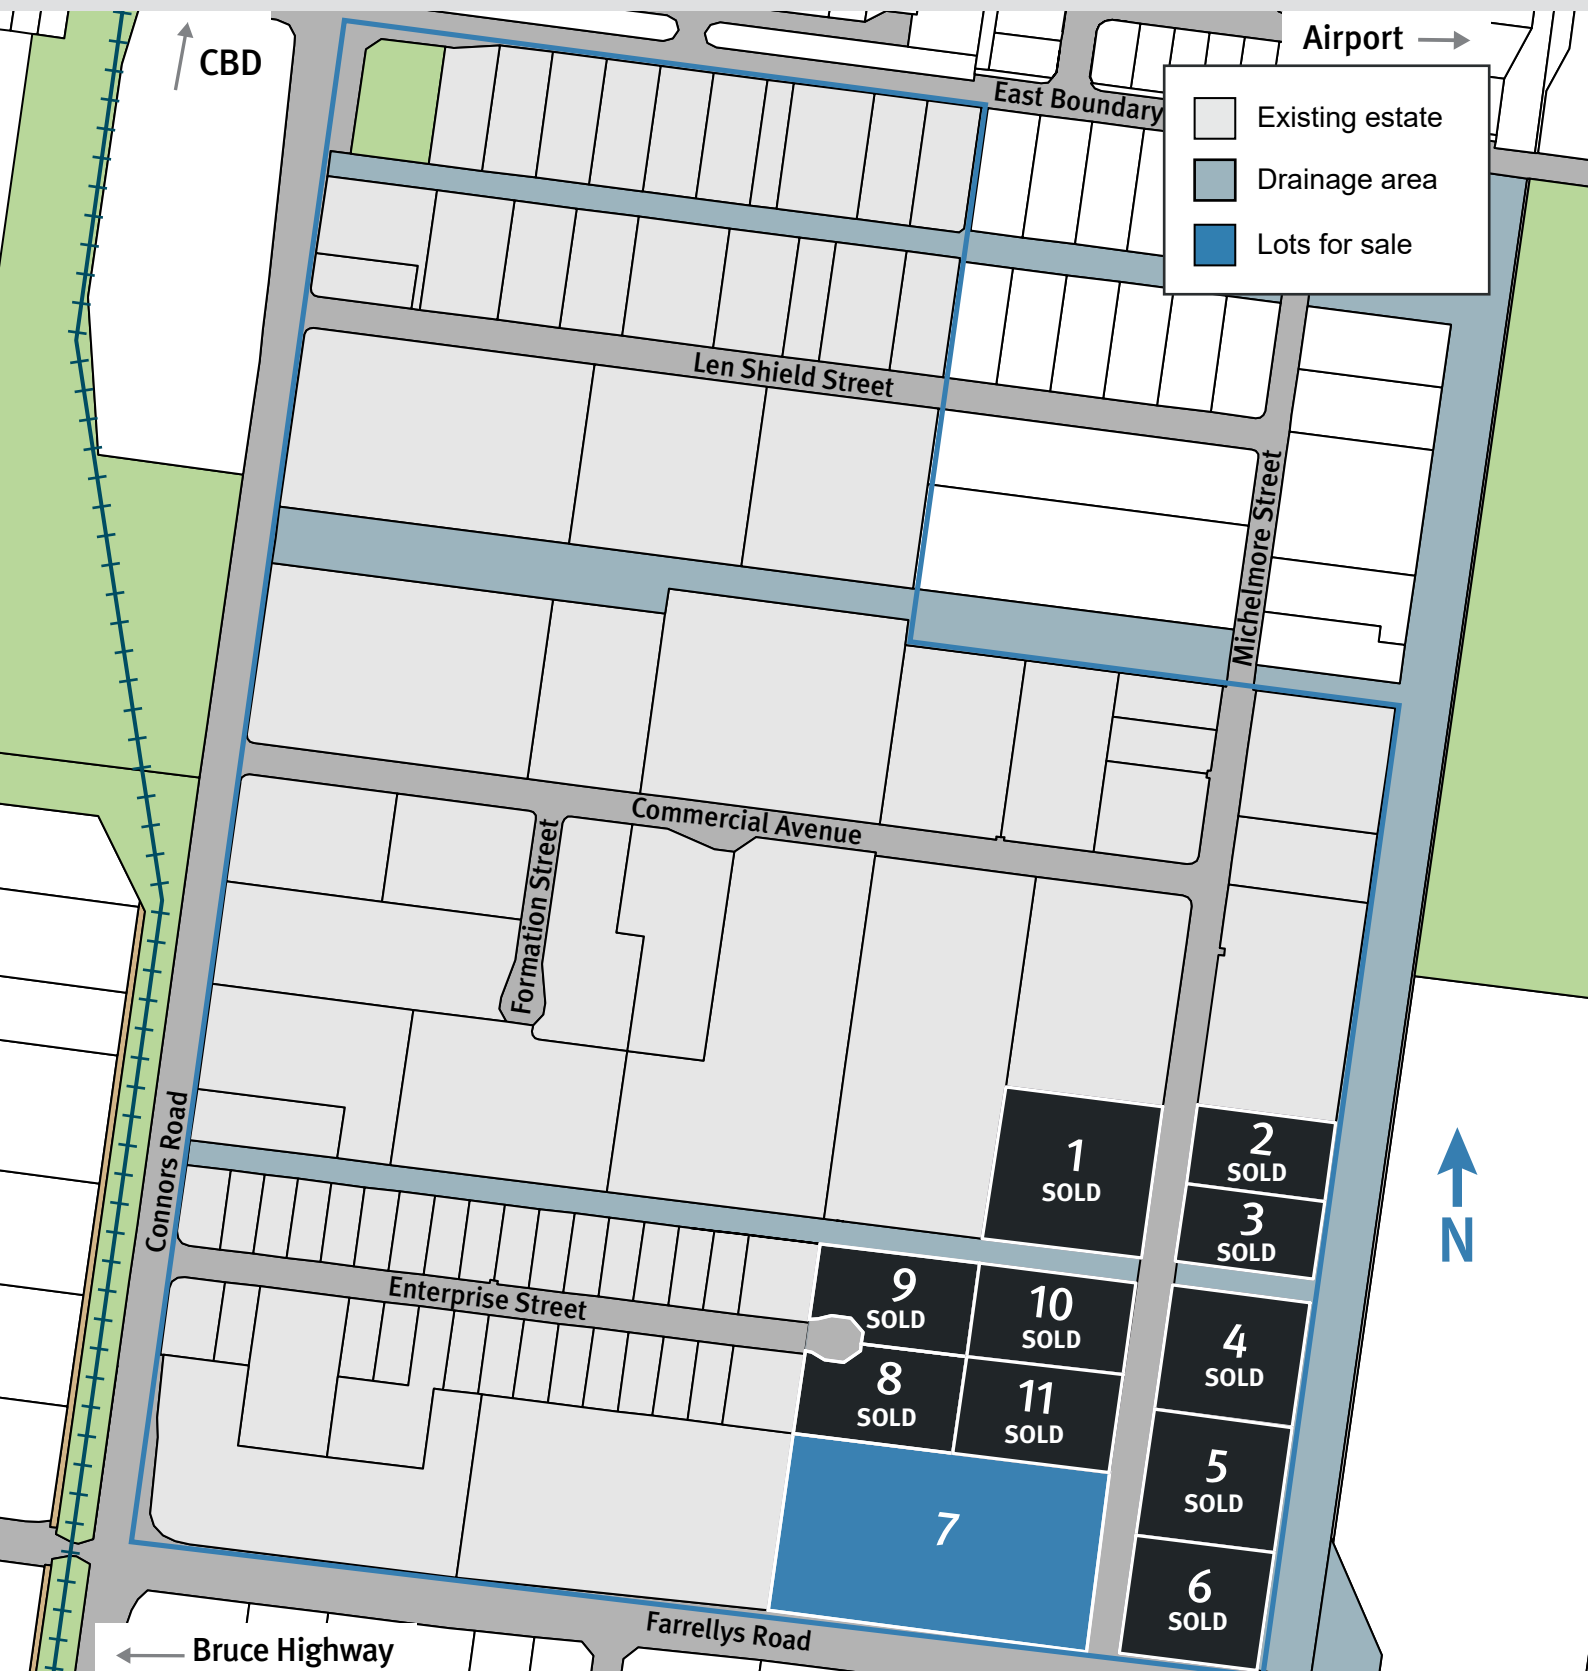 CBD
Airport
East Boundary
Existing estate
Drainage area
Lots for sale
Len Shield Street
Michelmore Street
Commercial Avenue
Formation Street
Connors Road
1
SOLD
2
SOLD
3
SOLD
N
Enterprise Street
9
SOLD
10
SOLD
4
SOLD
8
SOLD
11
SOLD
5
SOLD
7
6
SOLD
Farrellys Road
Bruce Highway